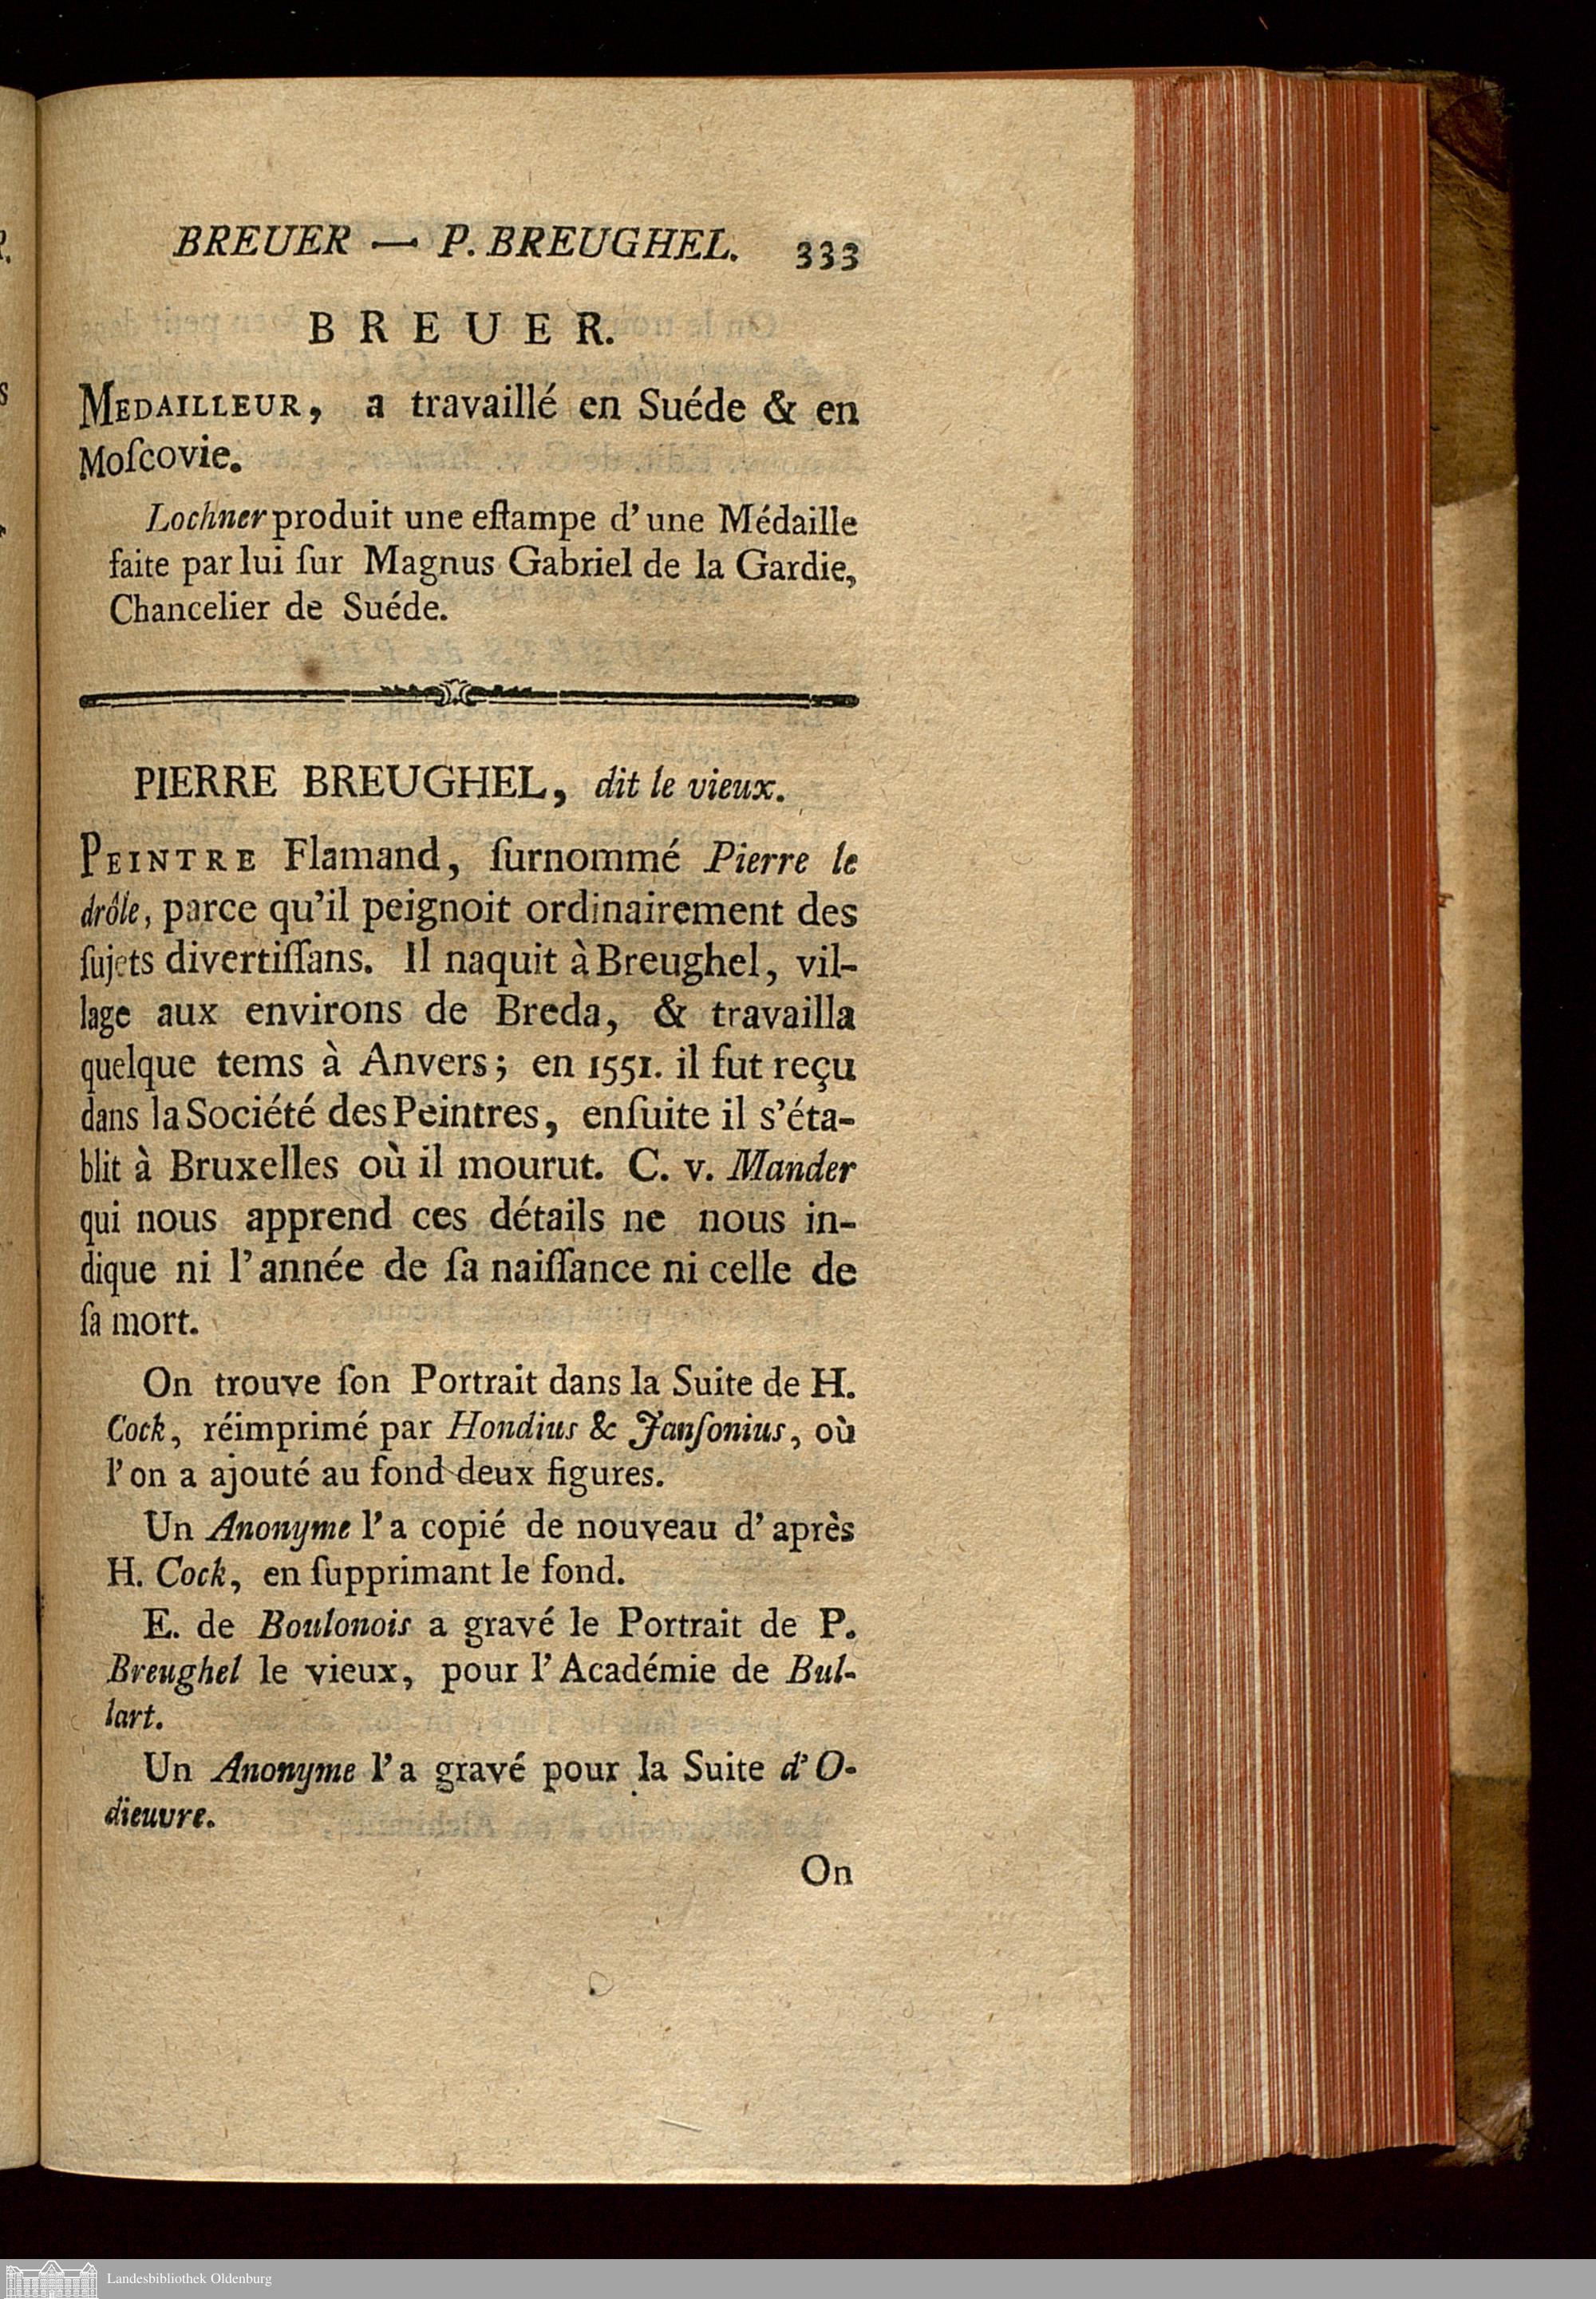 BREUER — P. BREUGHEL. 333
BREUER.
MEDAILLEUR, a travaillé en Suéde & en
Moſcovie.
Lochner produit une eſtampe d'une Médaille
faite par lui ſur Magnus Gabriel de la Gardie,
Chancelier de Suéde.
PIERRE BREUGHEL, dit le vieux.
PEINTRE Flamand, ſurnommé Pierre le
drôle, parce qu'il peignoit ordinairement des
ſujets divertiſſans. Il naquit à Breughel, vil-
lage aux environs de Breda, & travailla
quelque tems à Anvers; en 1551. il fut reçu
dans la Société des Peintres, enſuite il s'éta-
blit à Bruxelles où il mourut. C. v. Mander
qui nous apprend ces détails ne nous in-
dique ni l'année de ſa naiſſance ni celle de
ſa mort.
On trouve ſon Portrait dans la Suite de H.
Cock, réimprimé par Hondius & Janſonius, où
l'on a ajouté au fond deux figures.
Un Anonyme l'a copié de nouveau d'après
H. Cock, en ſupprimant le fond.
E. de Boulonois a gravé le Portrait de P.
Breughel le vieux, pour l'Académie de Bul-
lart.
Un Anonyme l'a gravé pour la Suite d'O-
dieuvre.
On
Landesbibliothek Oldenburg